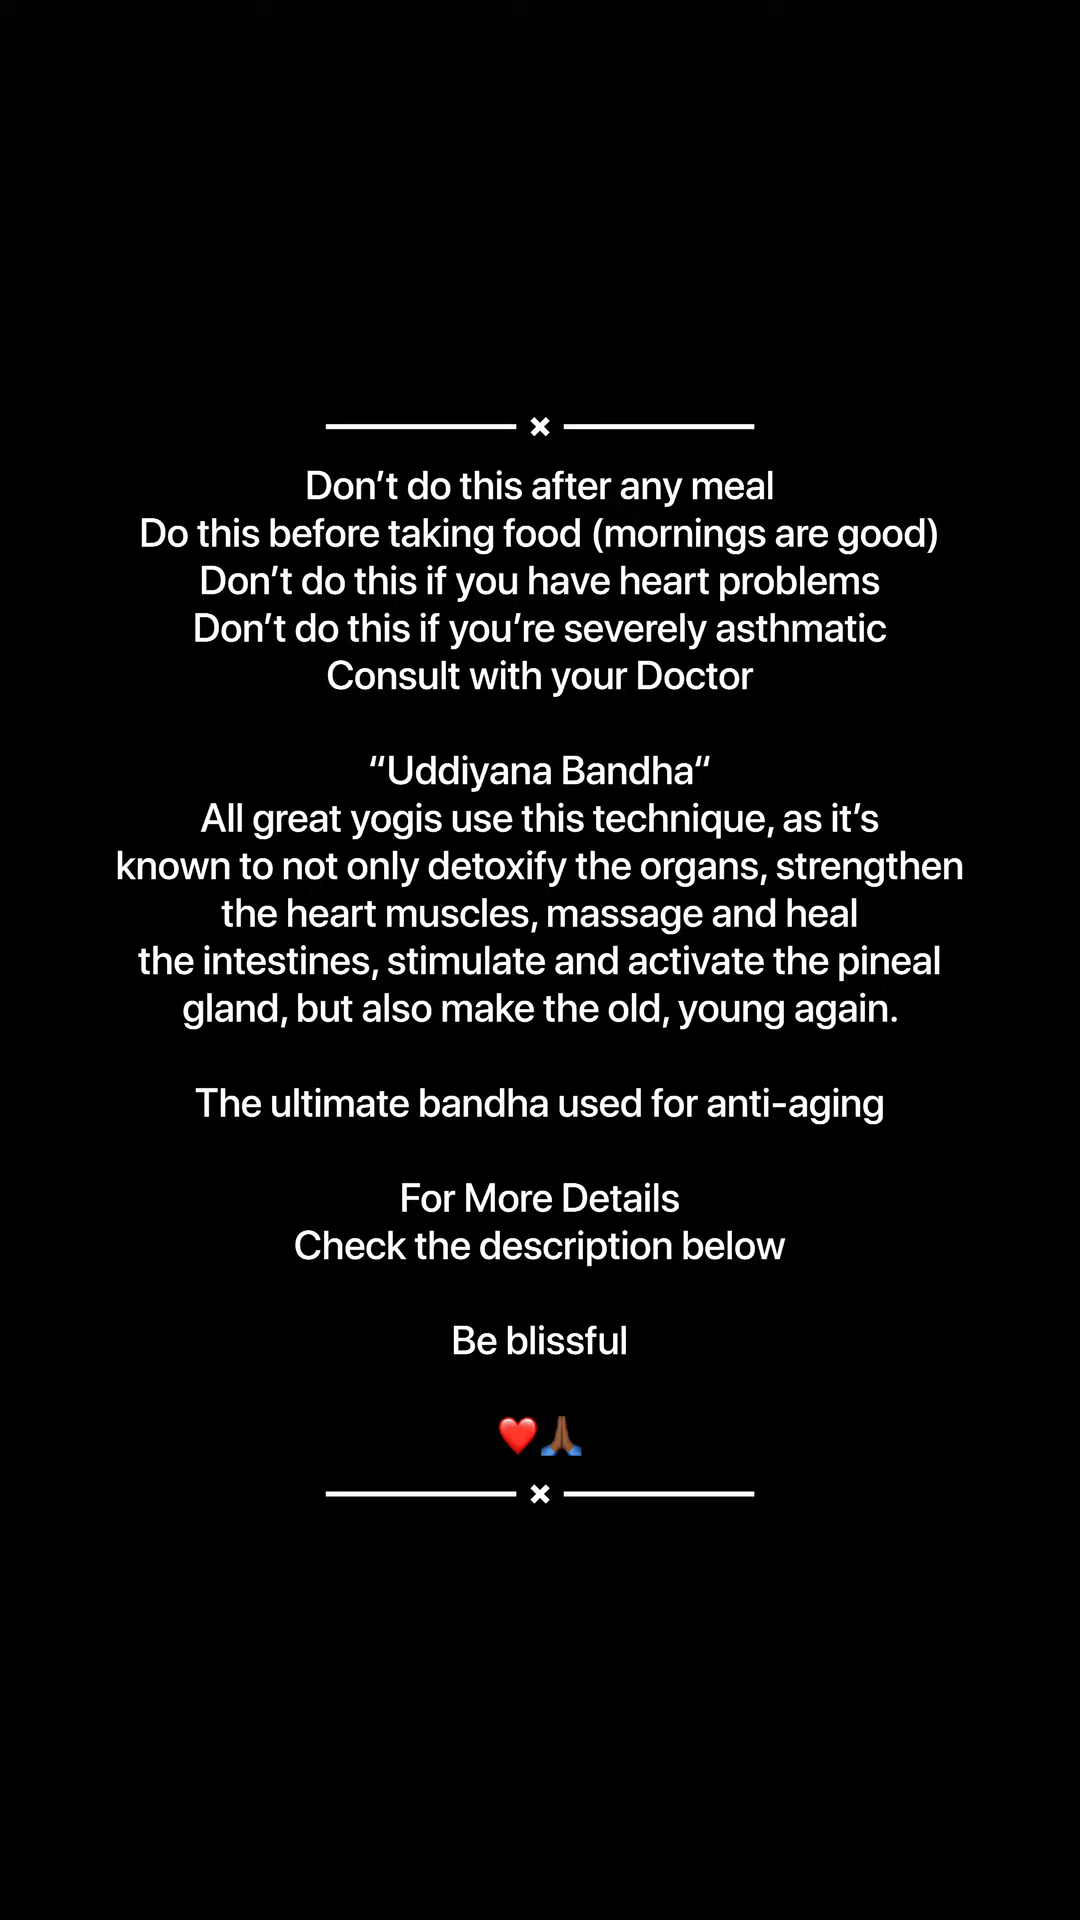 Don’t do this after any meal
Do this before taking food (mornings are good)
Don’t do this if you have heart problems
Don’t do this if you’re severely asthmatic
Consult with your Doctor
“Uddiyana Bandha“
All great yogis use this technique, as it’s
known to not only detoxify the organs, strengthen
the heart muscles, massage and heal
the intestines, stimulate and activate the pineal
gland, but also make the old, young again.
The ultimate bandha used for anti-aging
For More Details
Check the description below
Be blissful
❤️🙏🏾